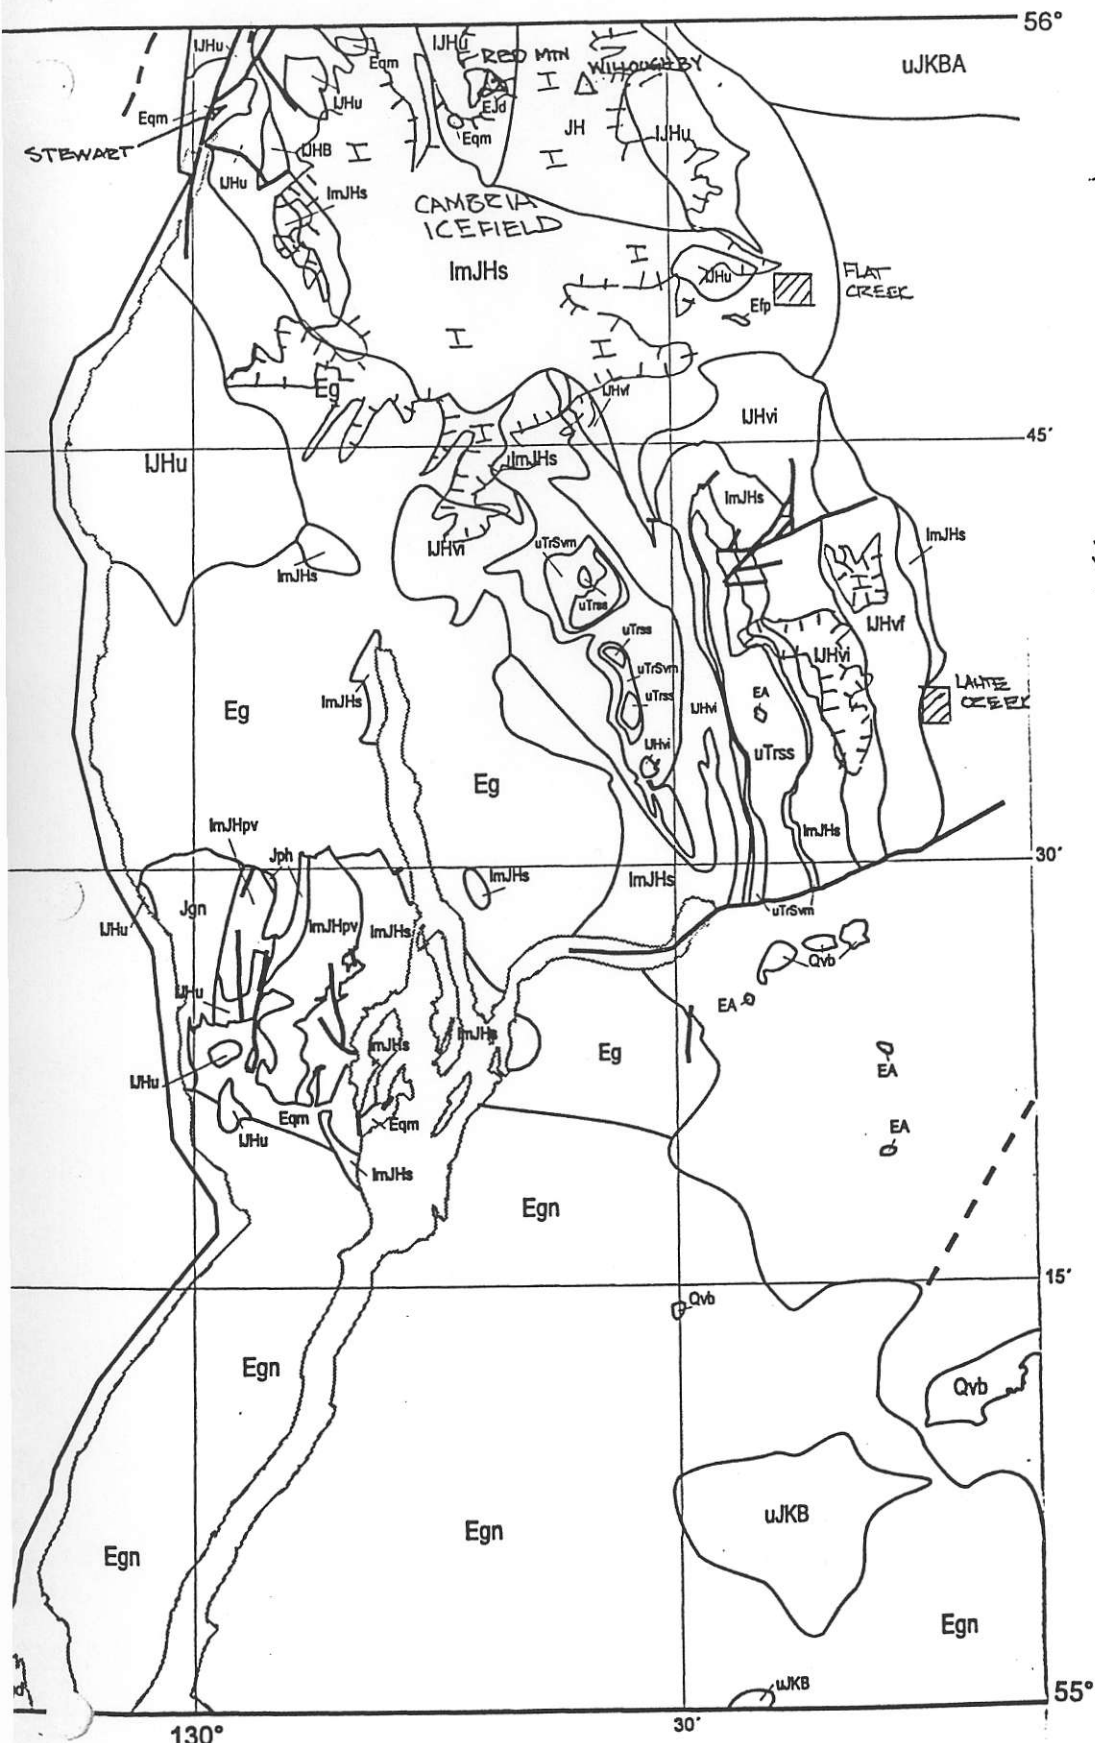 56°
lJHu
Eqm
lJHu
RED MTN
WILLOUGHBY
uJKBA
I
EJd
lJHu
Eqm
Eqm
JH
lJHu
STEWART
lJHB
I
I
lJHu
lmJHs
CAMBRIA
ICEFIELD
I
lmJHs
lJHu
FLAT
CREEK
Efp
I
I
Eg
lJHvf
lJHvi
I
45′
lJHu
lmJHs
lmJHs
lmJHs
uTrSvm
lJHvi
lmJHs
I
uTrss
lJHvf
uTrss
lJHvi
uTrSvm
LAHTE
CREEK
lmJHs
uTrss
EA
Eg
lJHvi
lJHvi
uTrss
Eg
lmJHpv
lmJHs
Jph
30′
lmJHs
lmJHs
Jgn
uTrSvm
lJHu
lmJHpv
lmJHs
Qvb
lJHu
EA
lmJHs
lmJHs
Eg
EA
lJHu
Eqm
Eqm
EA
lJHu
lmJHs
Egn
15′
Qvb
Egn
Qvb
uJKB
Egn
Egn
Egn
uJKB
55°
130°
30′